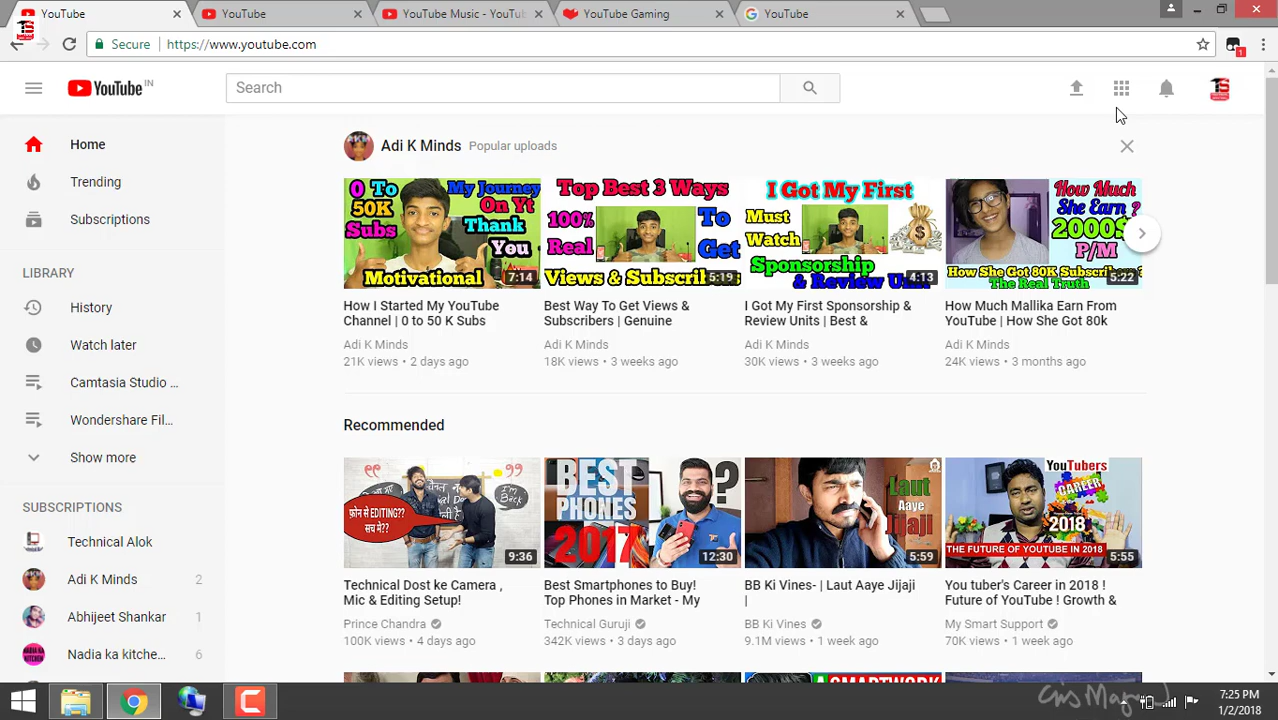 YouTube
YouTube
YouTube Music - YouTu
YouTube Gaming
YouTube
Secure
https://www.youtube.com
1
YouTube IN
Search
Home
Trending
Subscriptions
LIBRARY
History
Watch later
Camtasia Studio ...
Wondershare Fil...
Show more
SUBSCRIPTIONS
Technical Alok
Adi K Minds 2
Abhijeet Shankar 1
Nadia ka kitche... 6
Adi K Minds Popular uploads
0 To 50K Subs
My Journey On Yt
Thank You
Motivational
7:14
How I Started My YouTube
Channel | 0 to 50 K Subs
Adi K Minds
21K views • 2 days ago
Top Best 3 Ways
100% Real
To Get
Views & Subscri
5:19
Best Way To Get Views &
Subscribers | Genuine
Adi K Minds
18K views • 3 weeks ago
I Got My First
Must Watch
Sponsorship
& Review Uni
4:13
I Got My First Sponsorship &
Review Units | Best &
Adi K Minds
30K views • 3 weeks ago
How Much
She Earn ?
2000$
P/M
How She Got 80K Subscri
The Real Truth
5:22
How Much Mallika Earn From
YouTube | How She Got 80k
Adi K Minds
24K views • 3 months ago
Recommended
फ़ोन से EDITING??
सच मे??
I'm Back
9:36
Technical Dost ke Camera ,
Mic & Editing Setup!
Prince Chandra
100K views • 4 days ago
BEST
PHONES
2017
?
12:30
Best Smartphones to Buy!
Top Phones in Market - My
Technical Guruji
342K views • 3 days ago
Laut
Aaye
Jijaji
5:59
BB Ki Vines- | Laut Aaye Jijaji
|
BB Ki Vines
9.1M views • 1 week ago
YouTubers
CAREER
2018
THE FUTURE OF YOUTUBE IN 2018
5:55
You tuber's Career in 2018 !
Future of YouTube ! Growth &
My Smart Support
70K views • 1 week ago
A SMARTWORK
7:25 PM
1/2/2018